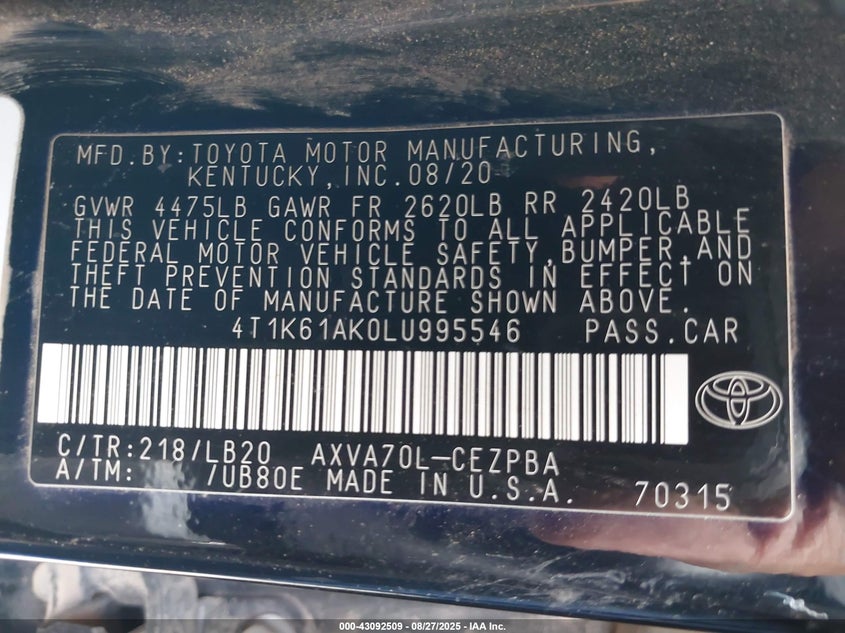 MFD.BY:TOYOTA MOTOR MANUFACTURING,
KENTUCKY,INC.08/20
GVWR 4475LB GAWR FR 2620LB RR 2420LB
THIS VEHICLE CONFORMS TO ALL APPLICABLE
FEDERAL MOTOR VEHICLE SAFETY,BUMPER,AND
THEFT PREVENTION STANDARDS IN EFFECT ON
THE DATE OF MANUFACTURE SHOWN ABOVE.
4T1K61AK0LU995546 PASS.CAR
C/TR:218/LB20 AXVA70L-CEZPBA
A/TM: /UB80E MADE IN U.S.A. 70315
000-43092509 | 08/27/2025 - IAA Inc.